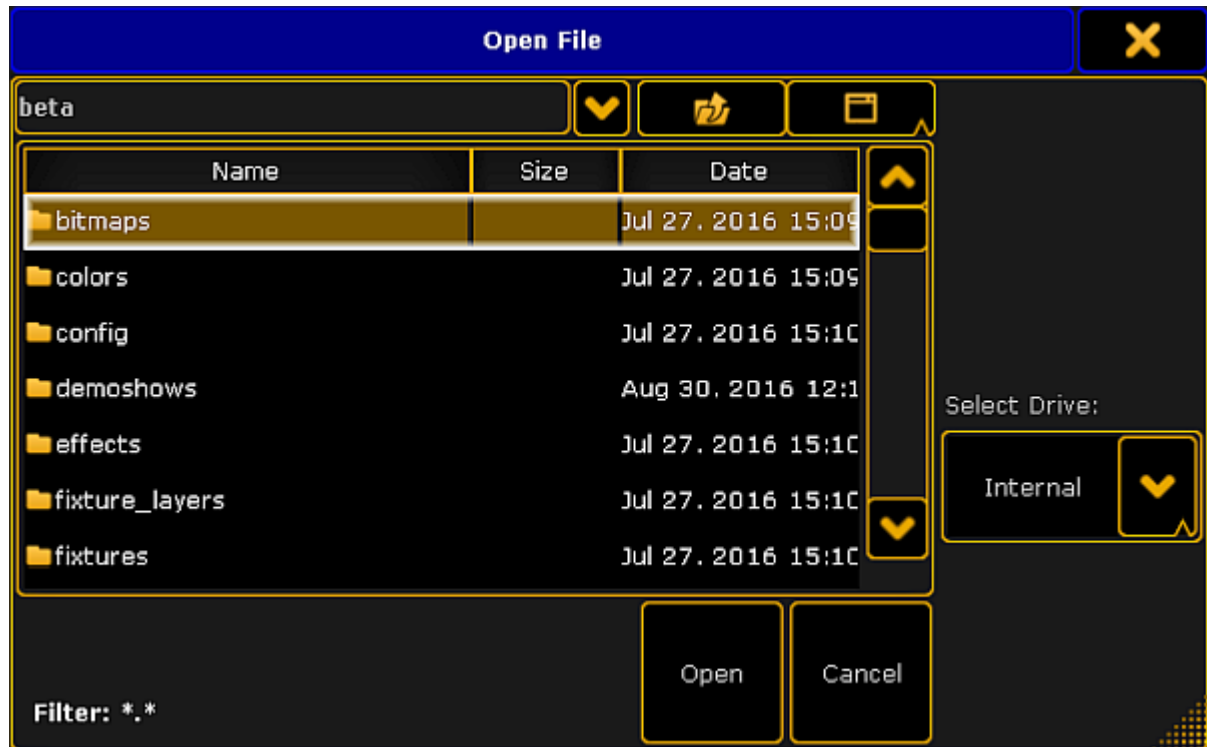 Open File
beta
Name Size Date
bitmaps Jul 27. 2016 15:09
colors Jul 27. 2016 15:09
config Jul 27. 2016 15:10
demoshows Aug 30. 2016 12:1
effects Jul 27. 2016 15:10
fixture_layers Jul 27. 2016 15:10
fixtures Jul 27. 2016 15:10
Select Drive:
Internal
Open Cancel
Filter: *.*